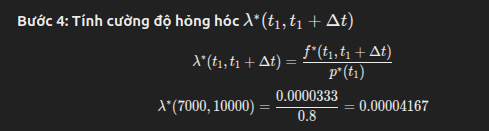 Bước 4: Tính cường độ hỏng hóc λ*(t₁, t₁ + Δt)
λ*(t₁, t₁ + Δt) = f*(t₁, t₁ + Δt) / p*(t₁)
λ*(7000, 10000) = 0.0000333 / 0.8 = 0.00004167